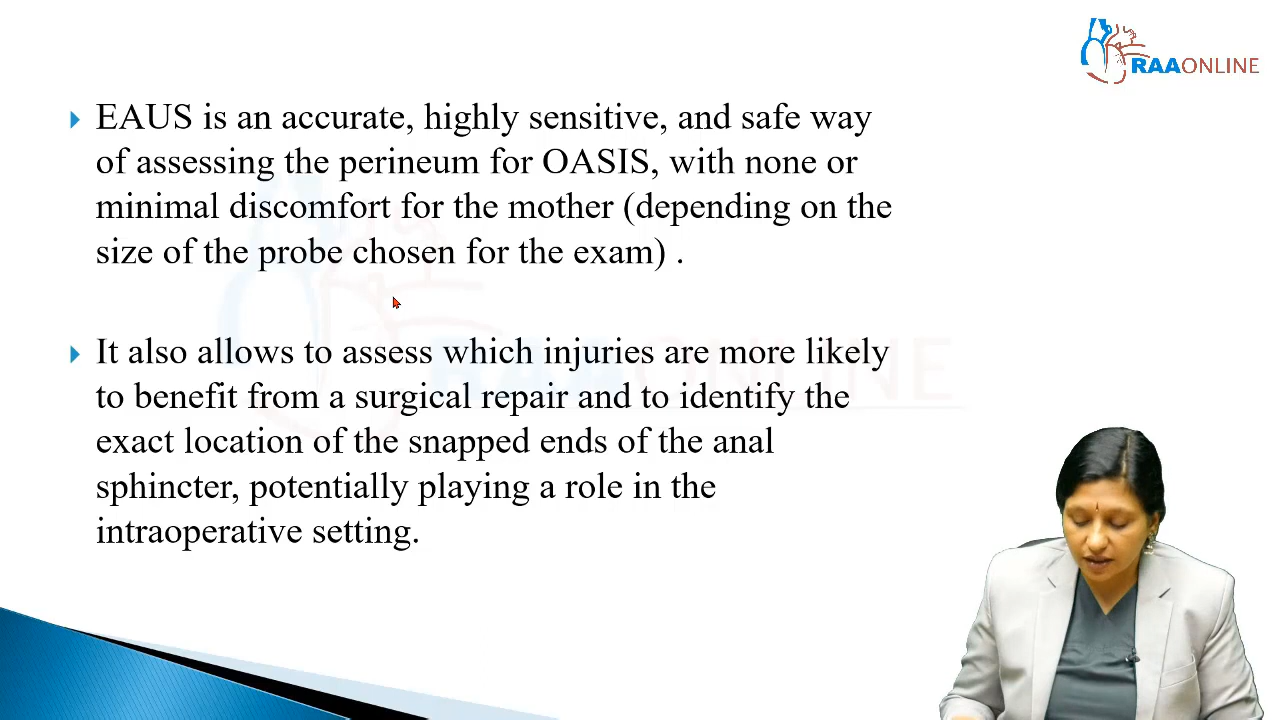 RAAONLINE
EAUS is an accurate, highly sensitive, and safe way
of assessing the perineum for OASIS, with none or
minimal discomfort for the mother (depending on the
size of the probe chosen for the exam) .
It also allows to assess which injuries are more likely
to benefit from a surgical repair and to identify the
exact location of the snapped ends of the anal
sphincter, potentially playing a role in the
intraoperative setting.
RAAONLINE